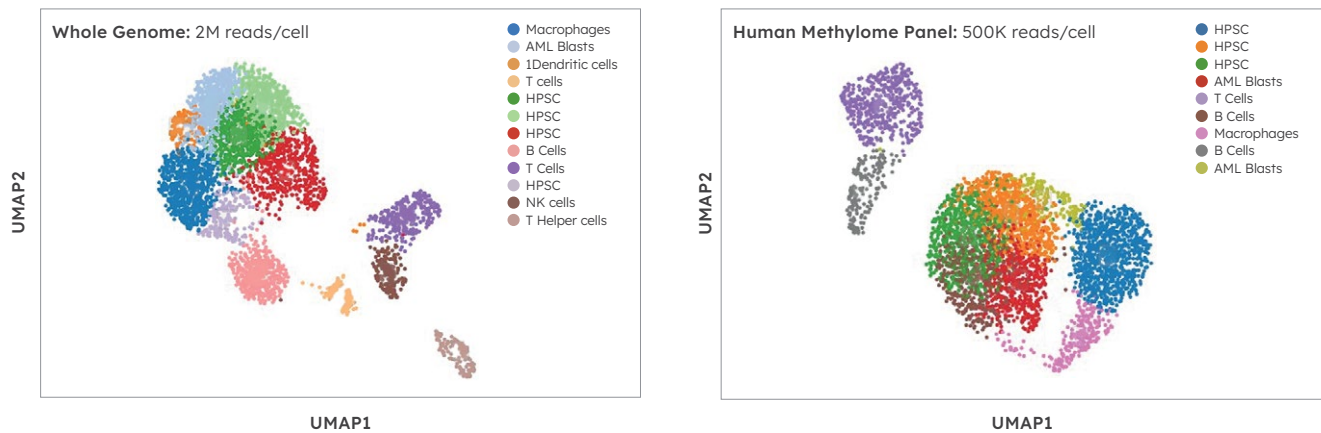 Whole Genome: 2M reads/cell
Macrophages
AML Blasts
1Dendritic cells
T cells
HPSC
HPSC
HPSC
B Cells
T Cells
HPSC
NK cells
T Helper cells
UMAP2
UMAP1
Human Methylome Panel: 500K reads/cell
HPSC
HPSC
HPSC
AML Blasts
T Cells
B Cells
Macrophages
B Cells
AML Blasts
UMAP2
UMAP1